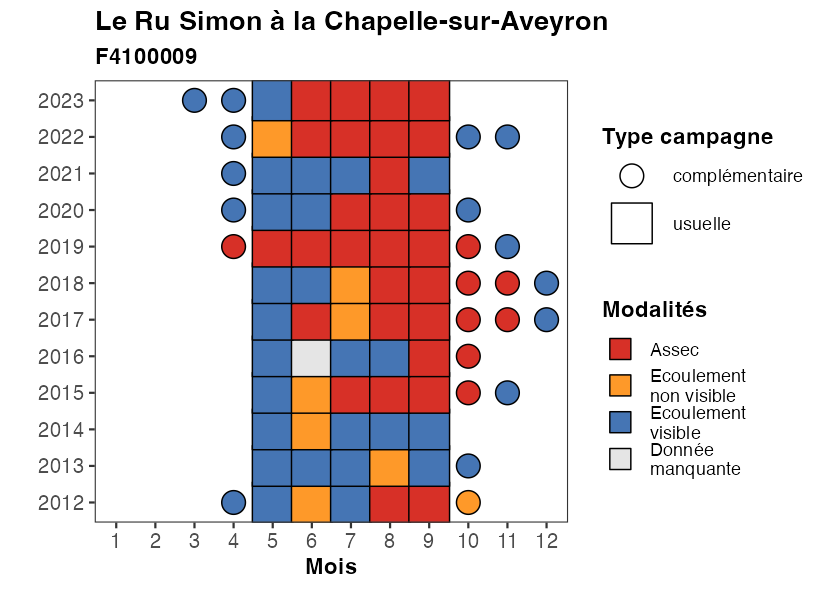 Le Ru Simon à la Chapelle-sur-Aveyron
F4100009
2023
2022
2021
2020
2019
2018
2017
2016
2015
2014
2013
2012
1 2 3 4 5 6 7 8 9 10 11 12
Mois
Type campagne
complémentaire
usuelle
Modalités
Assec
Ecoulement
non visible
Ecoulement
visible
Donnée
manquante